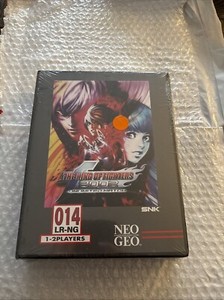 THE KING OF FIGHTERS
2002
SNK
014
LR-NG
1-2PLAYERS
NEO
GEO